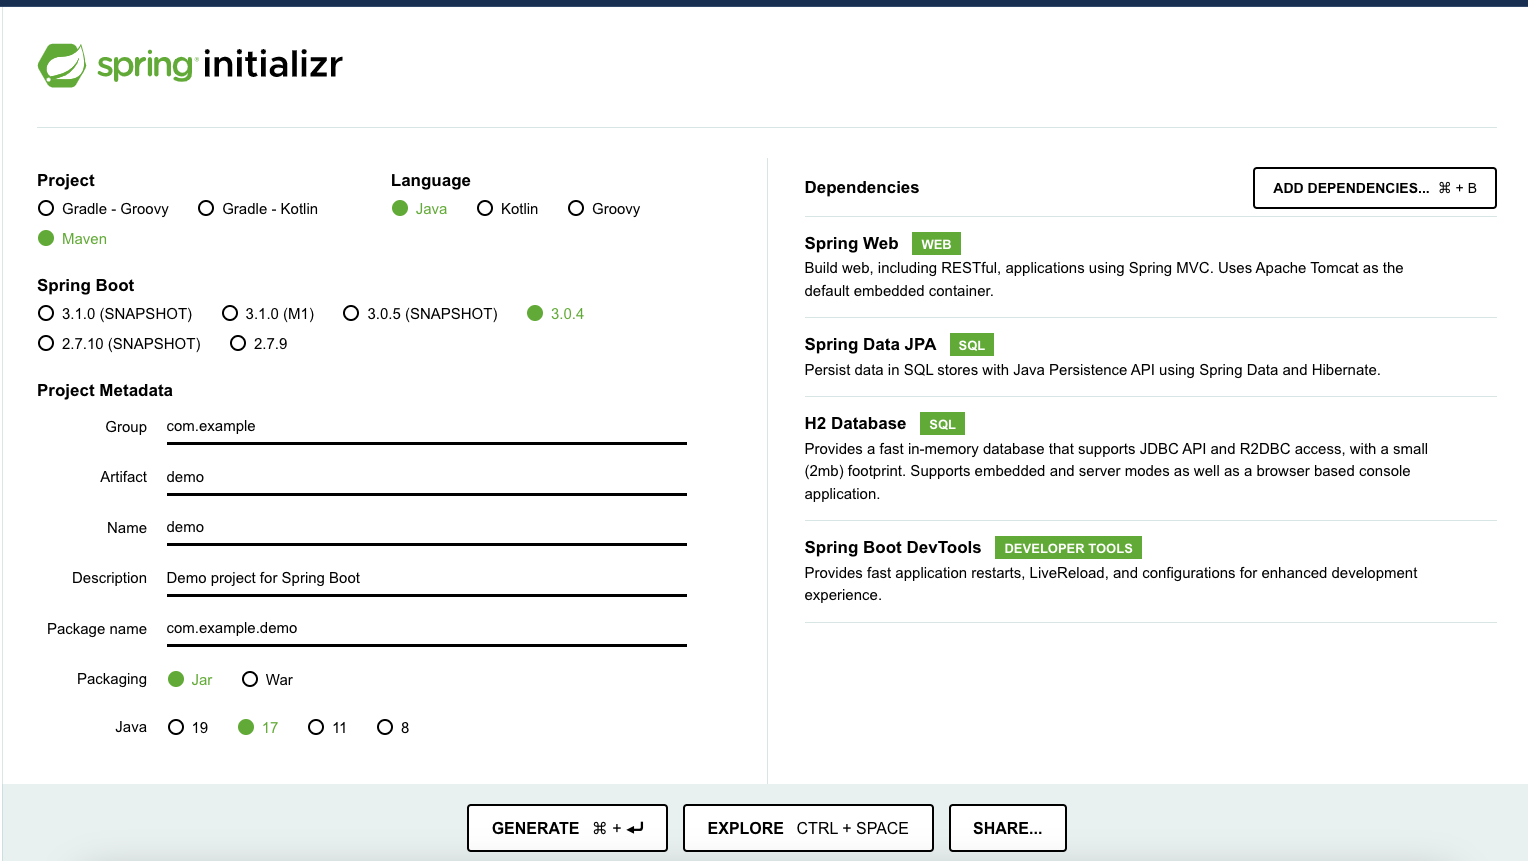 spring initializr
Project
Gradle - Groovy Gradle - Kotlin
Maven
Language
Java Kotlin Groovy
Spring Boot
3.1.0 (SNAPSHOT) 3.1.0 (M1) 3.0.5 (SNAPSHOT) 3.0.4
2.7.10 (SNAPSHOT) 2.7.9
Project Metadata
Group com.example
Artifact demo
Name demo
Description Demo project for Spring Boot
Package name com.example.demo
Packaging Jar War
Java 19 17 11 8
Dependencies
ADD DEPENDENCIES... ⌘ + B
Spring Web WEB
Build web, including RESTful, applications using Spring MVC. Uses Apache Tomcat as the
default embedded container.
Spring Data JPA SQL
Persist data in SQL stores with Java Persistence API using Spring Data and Hibernate.
H2 Database SQL
Provides a fast in-memory database that supports JDBC API and R2DBC access, with a small
(2mb) footprint. Supports embedded and server modes as well as a browser based console
application.
Spring Boot DevTools DEVELOPER TOOLS
Provides fast application restarts, LiveReload, and configurations for enhanced development
experience.
GENERATE ⌘ + ⏎
EXPLORE CTRL + SPACE
SHARE...